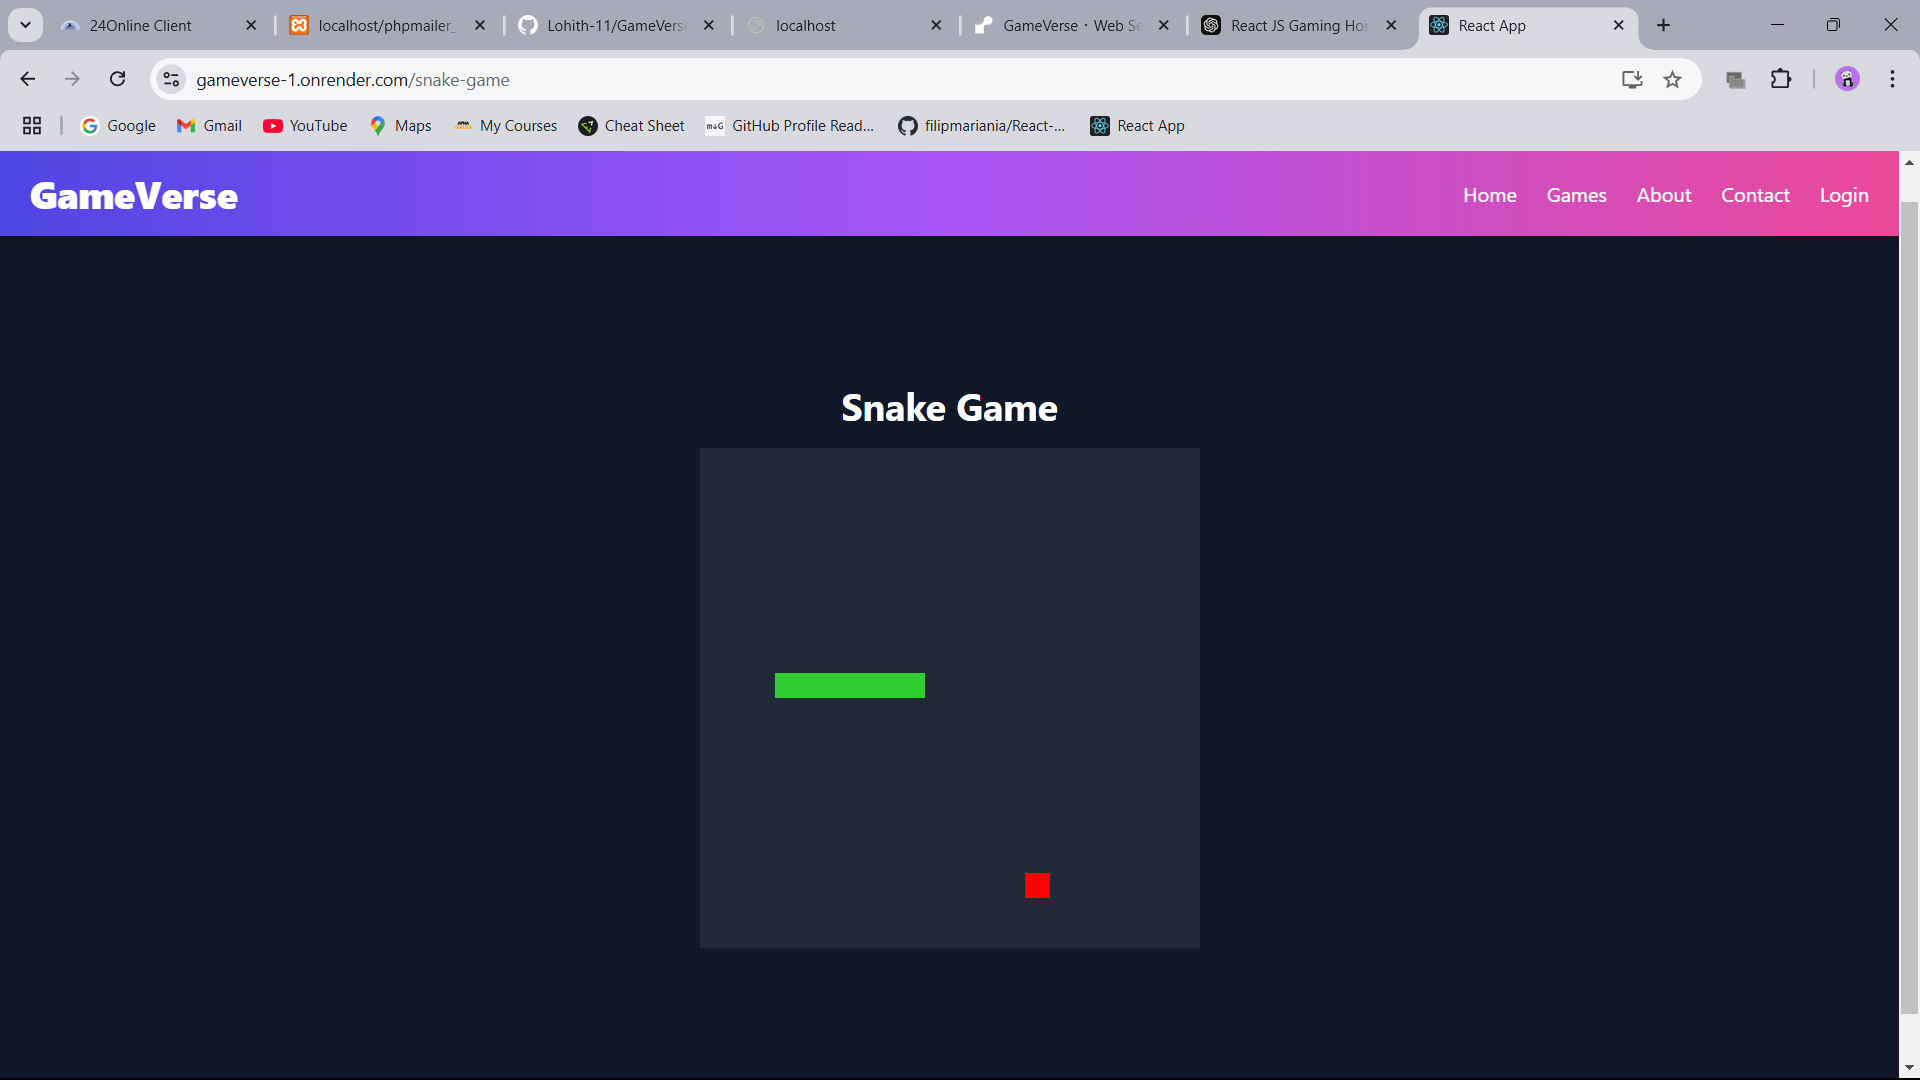 24Online Client
localhost/phpmailer_
Lohith-11/GameVerse
localhost
GameVerse · Web Se
React JS Gaming Hor
React App
gameverse-1.onrender.com/snake-game
Google
Gmail
YouTube
Maps
My Courses
Cheat Sheet
GitHub Profile Read...
filipmariania/React-...
React App
GameVerse
Home
Games
About
Contact
Login
Snake Game